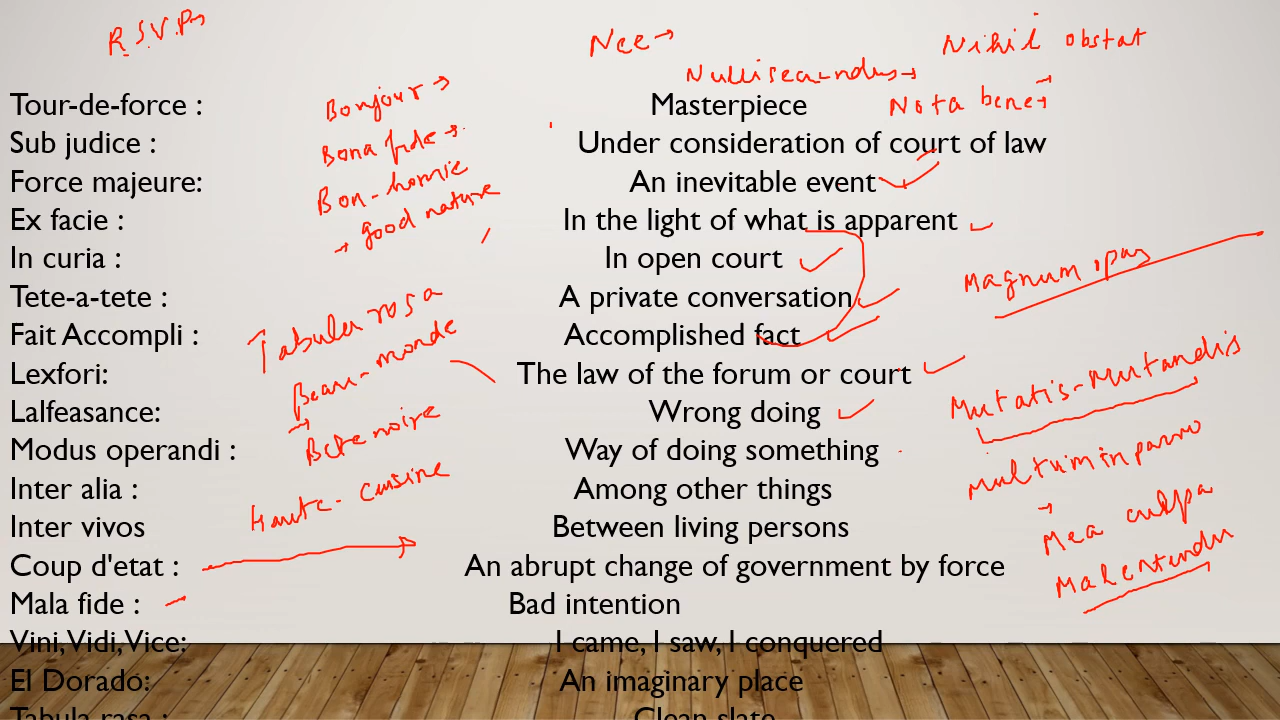 R.S.V.P →
Nee →
Nihil obstat
Nulli secundus →
Tour-de-force : Masterpiece
Bonjour →
Nota bene →
Sub judice : Under consideration of court of law
Bona fide →
Force majeure: An inevitable event
Bon-homie
→ good nature
Ex facie : In the light of what is apparent
In curia : In open court
Magnum opus
Tete-a-tete : A private conversation
Tabula rosa
Fait Accompli : Accomplished fact
Beau-monde
Lexfori: The law of the forum or court
Mutatis-Mutandis
Lalfeasance: Wrong doing
Bete noire
Modus operandi : Way of doing something
Multum in parvo
Inter alia : Among other things
Haute-cuisine
Inter vivos Between living persons
Mea culpa
Coup d'etat : An abrupt change of government by force
Malentendu
Mala fide : Bad intention
Vini,Vidi,Vice: I came, I saw, I conquered
El Dorado: An imaginary place
Tabula rasa : Clean slate